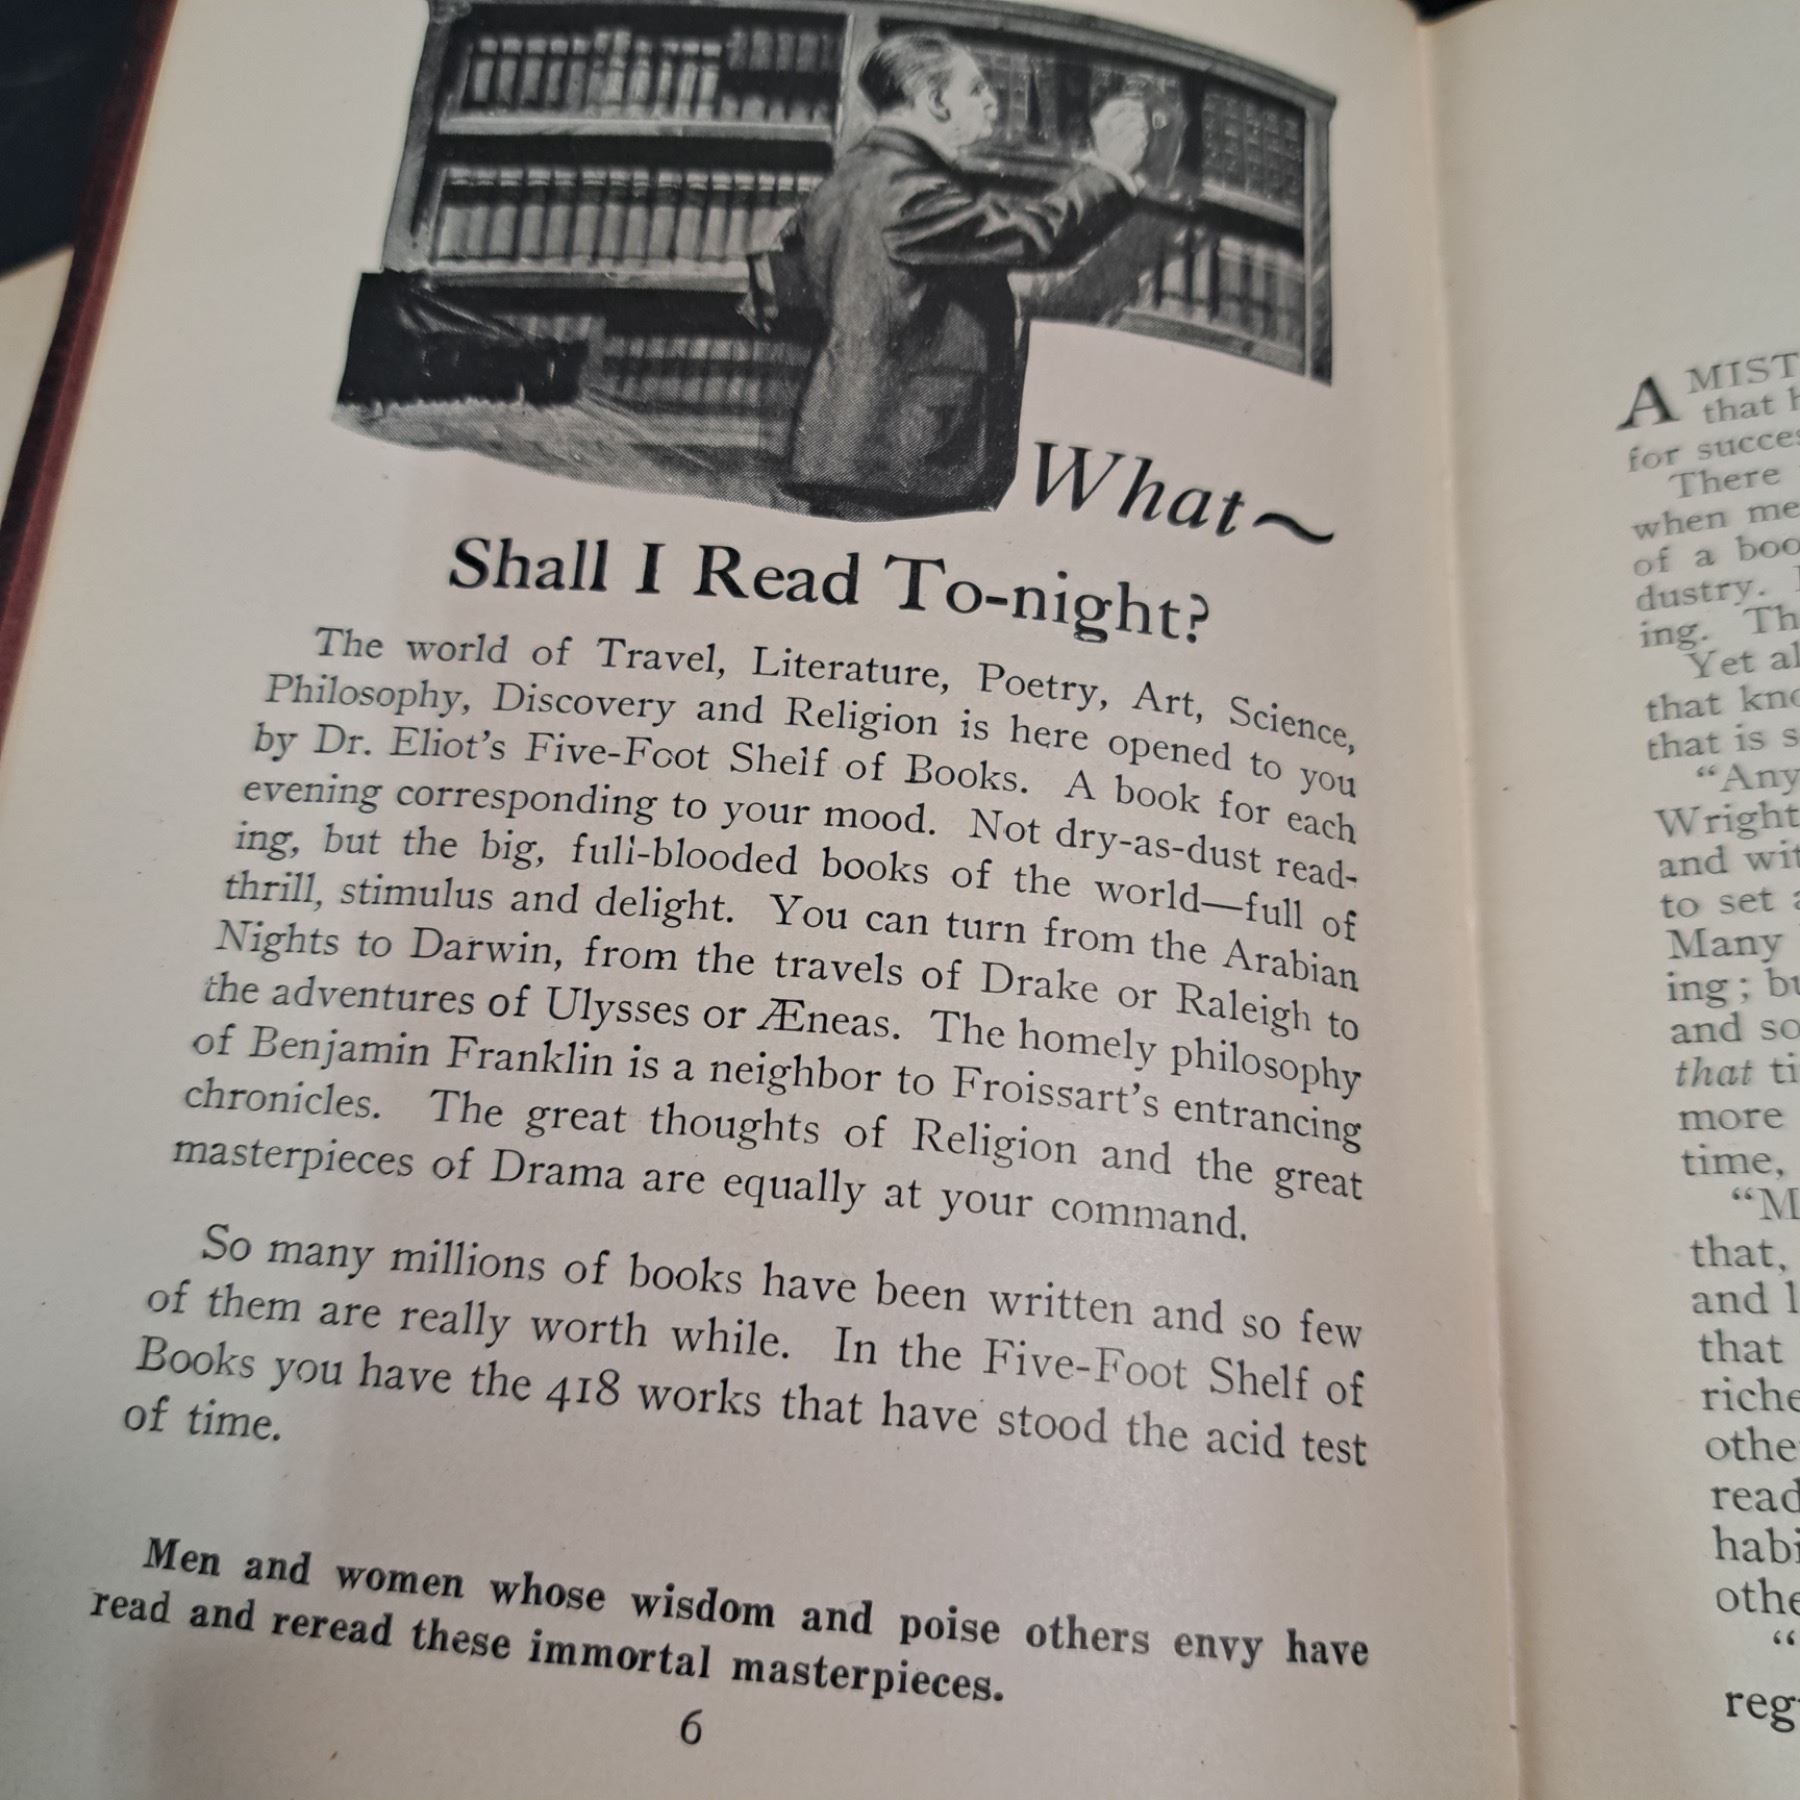 What~
Shall I Read To-night?
The world of Travel, Literature, Poetry, Art, Science,
Philosophy, Discovery and Religion is here opened to you
by Dr. Eliot's Five-Foot Shelf of Books. A book for each
evening corresponding to your mood. Not dry-as-dust read-
ing, but the big, full-blooded books of the world—full of
thrill, stimulus and delight. You can turn from the Arabian
Nights to Darwin, from the travels of Drake or Raleigh to
the adventures of Ulysses or Æneas. The homely philosophy
of Benjamin Franklin is a neighbor to Froissart's entrancing
chronicles. The great thoughts of Religion and the great
masterpieces of Drama are equally at your command.
So many millions of books have been written and so few
of them are really worth while. In the Five-Foot Shelf of
Books you have the 418 works that have stood the acid test
of time.
Men and women whose wisdom and poise others envy have
read and reread these immortal masterpieces.
6
A MIST
that h
for succes
There
when me
of a boo
dustry.
ing. Th
Yet al
that kno
that is s
"Any
Wright
and wit
to set a
Many
ing; bu
and so
that ti
more
time,
"M
that,
and l
that
riche
othe
read
habi
othe
"
reg